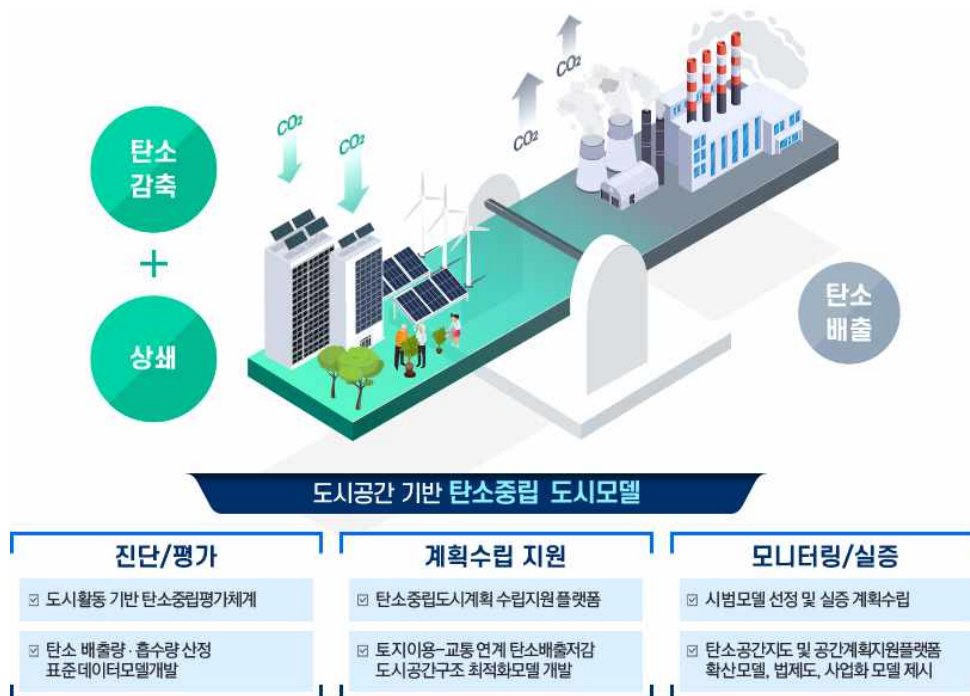 CO₂
CO₂
CO₂
CO₂
탄소
감축
+
상쇄
탄소
배출
도시공간 기반 탄소중립 도시모델
진단/평가
도시활동 기반 탄소중립평가체계
탄소 배출량·흡수량 산정
표준데이터모델개발
계획수립 지원
탄소중립도시계획 수립지원 플랫폼
토지이용-교통 연계 탄소배출저감
도시공간구조 최적화모델 개발
모니터링/실증
시범모델 선정 및 실증 계획수립
탄소공간지도 및 공간계획지원플랫폼
확산모델, 법제도, 사업화 모델 제시